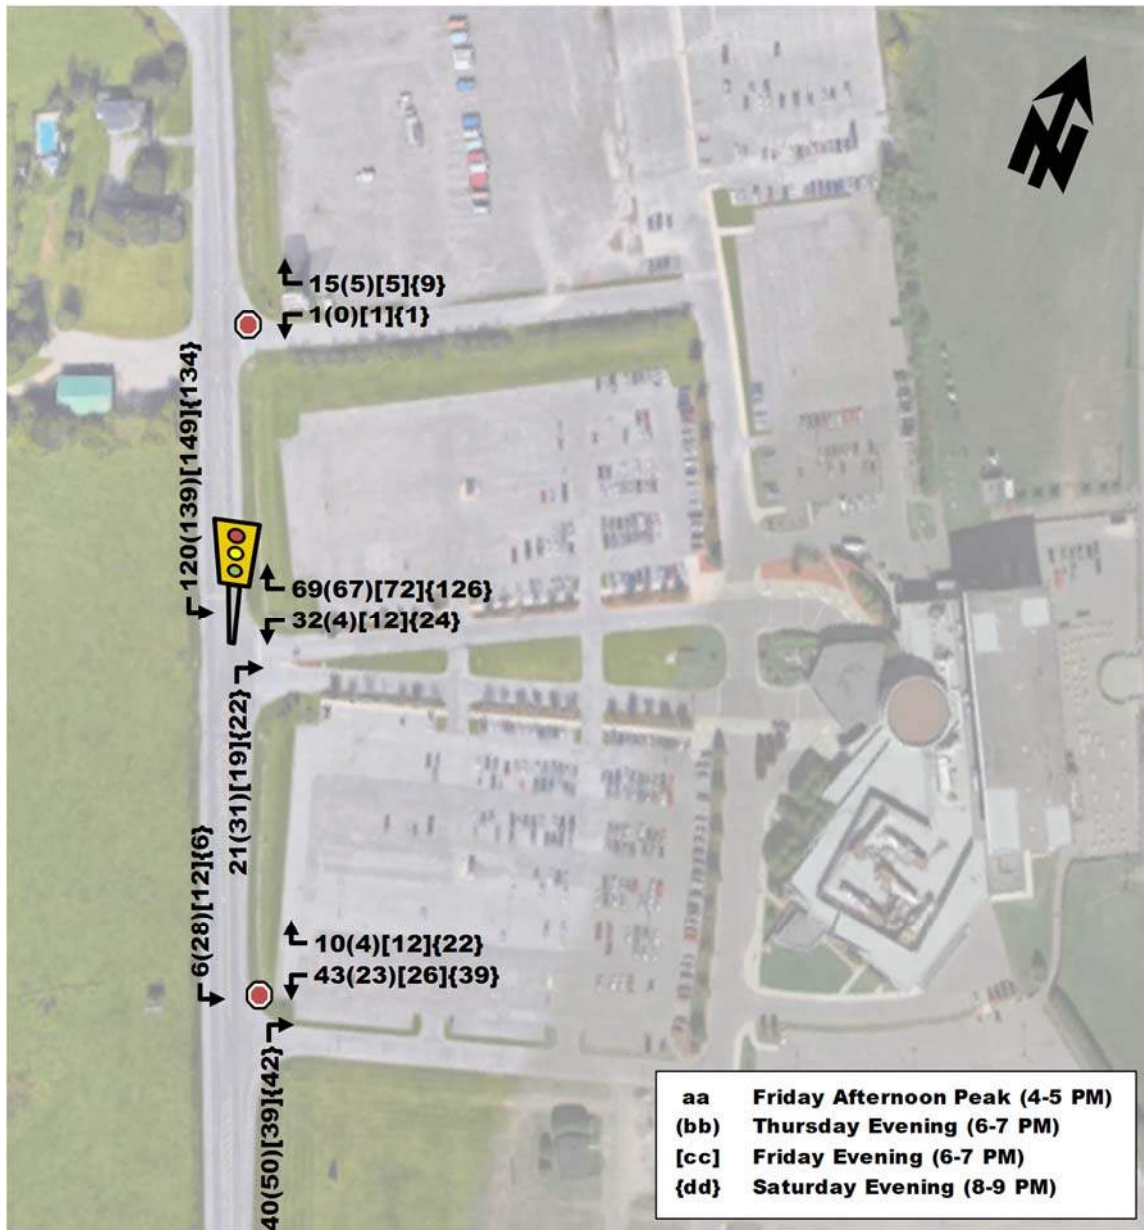 N
15(5)[5]{9}
1(0)[1]{1}
120(139)[149]{134}
69(67)[72]{126}
32(4)[12]{24}
21(31)[19]{22}
6(28)[12]{6}
10(4)[12]{22}
43(23)[26]{39}
40(50)[39]{42}
aa Friday Afternoon Peak (4-5 PM)
(bb) Thursday Evening (6-7 PM)
[cc] Friday Evening (6-7 PM)
{dd} Saturday Evening (8-9 PM)